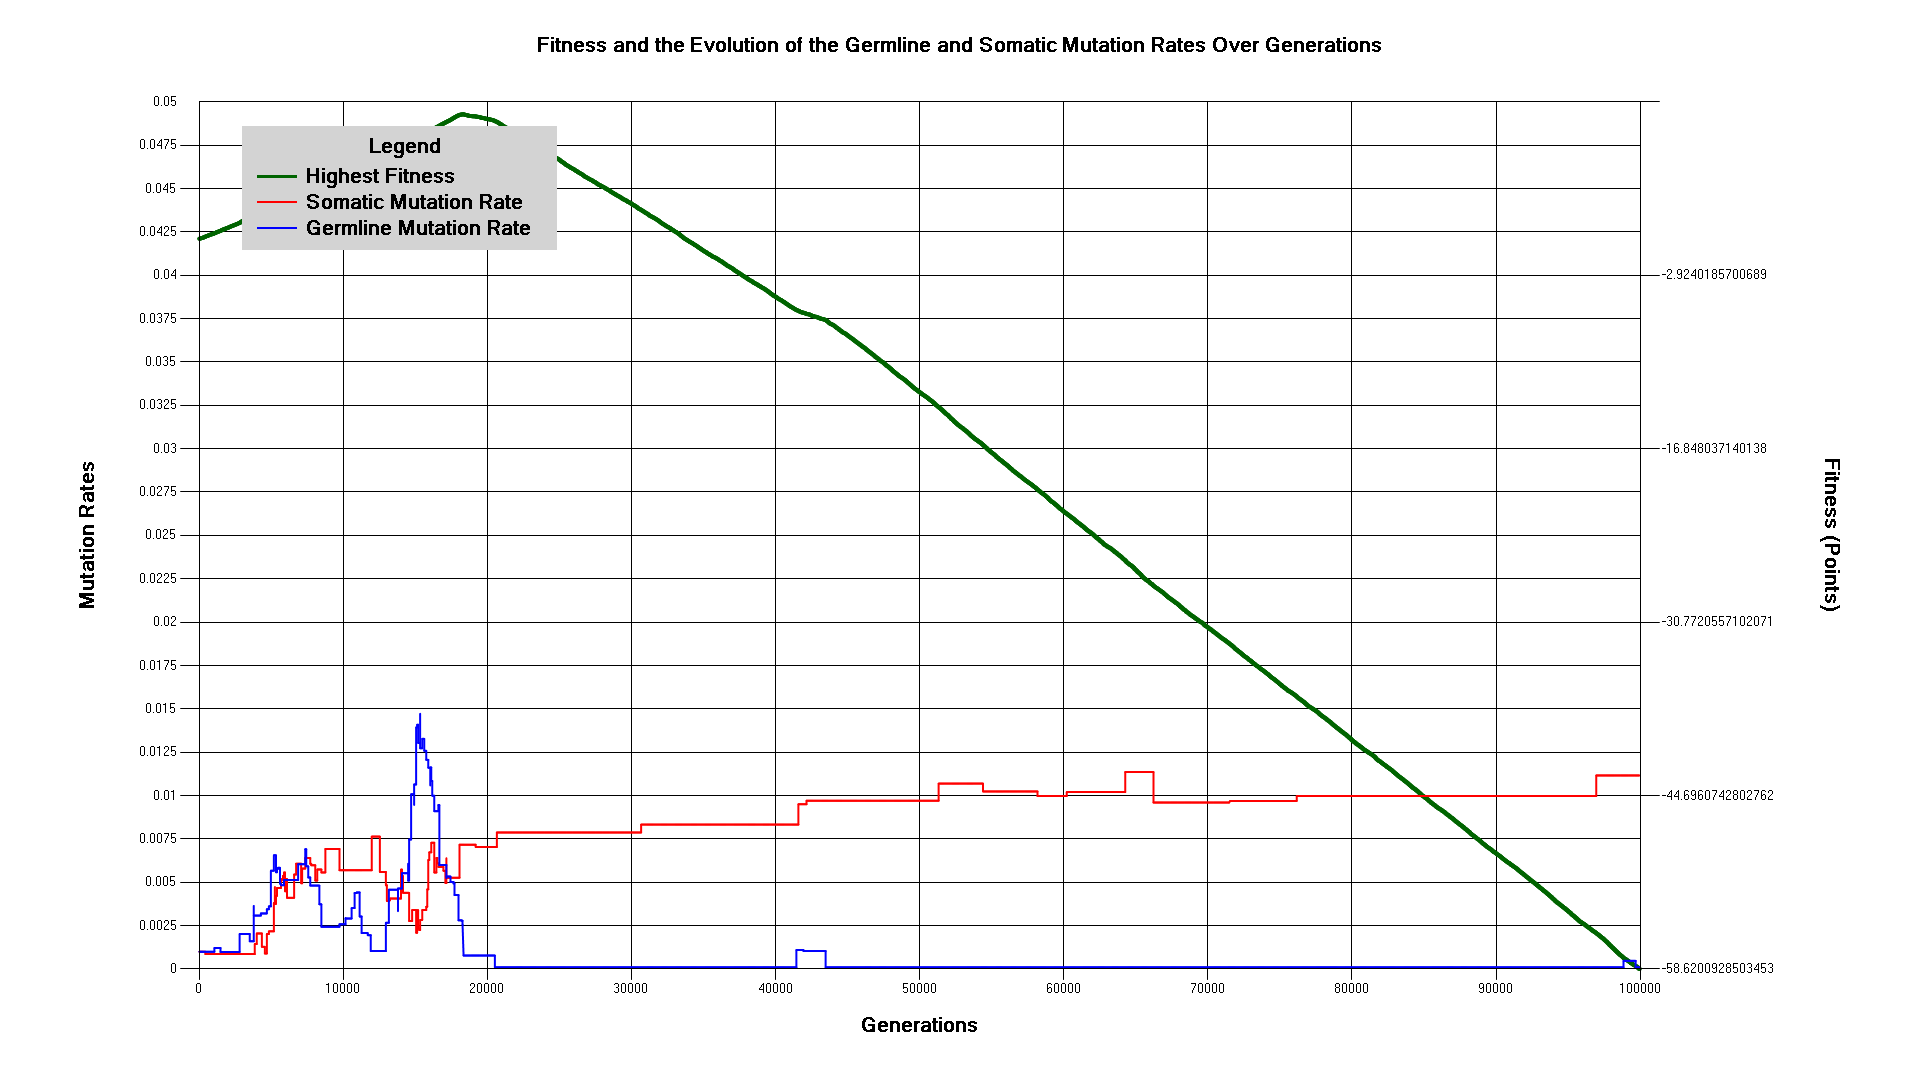 Fitness and the Evolution of the Germline and Somatic Mutation Rates Over Generations
Legend
Highest Fitness
Somatic Mutation Rate
Germline Mutation Rate
Mutation Rates
0.05
0.0475
0.045
0.0425
0.04
0.0375
0.035
0.0325
0.03
0.0275
0.025
0.0225
0.02
0.0175
0.015
0.0125
0.01
0.0075
0.005
0.0025
0
-2.9240185700689
-16.848037140138
-30.7720557102071
-44.6960742802762
-58.6200928503453
Fitness (Points)
0 10000 20000 30000 40000 50000 60000 70000 80000 90000 100000
Generations